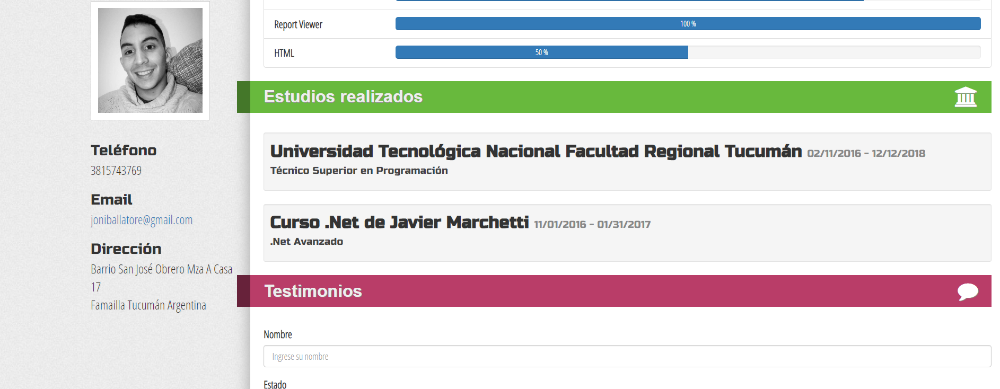 Teléfono
3815743769
Email
joniballatore@gmail.com
Dirección
Barrio San José Obrero Mza A Casa
17
Famailla Tucumán Argentina
Report Viewer
100 %
HTML
50 %
Estudios realizados
Universidad Tecnológica Nacional Facultad Regional Tucumán 02/11/2016 - 12/12/2018
Técnico Superior en Programación
Curso .Net de Javier Marchetti 11/01/2016 - 01/31/2017
.Net Avanzado
Testimonios
Nombre
Ingrese su nombre
Estado